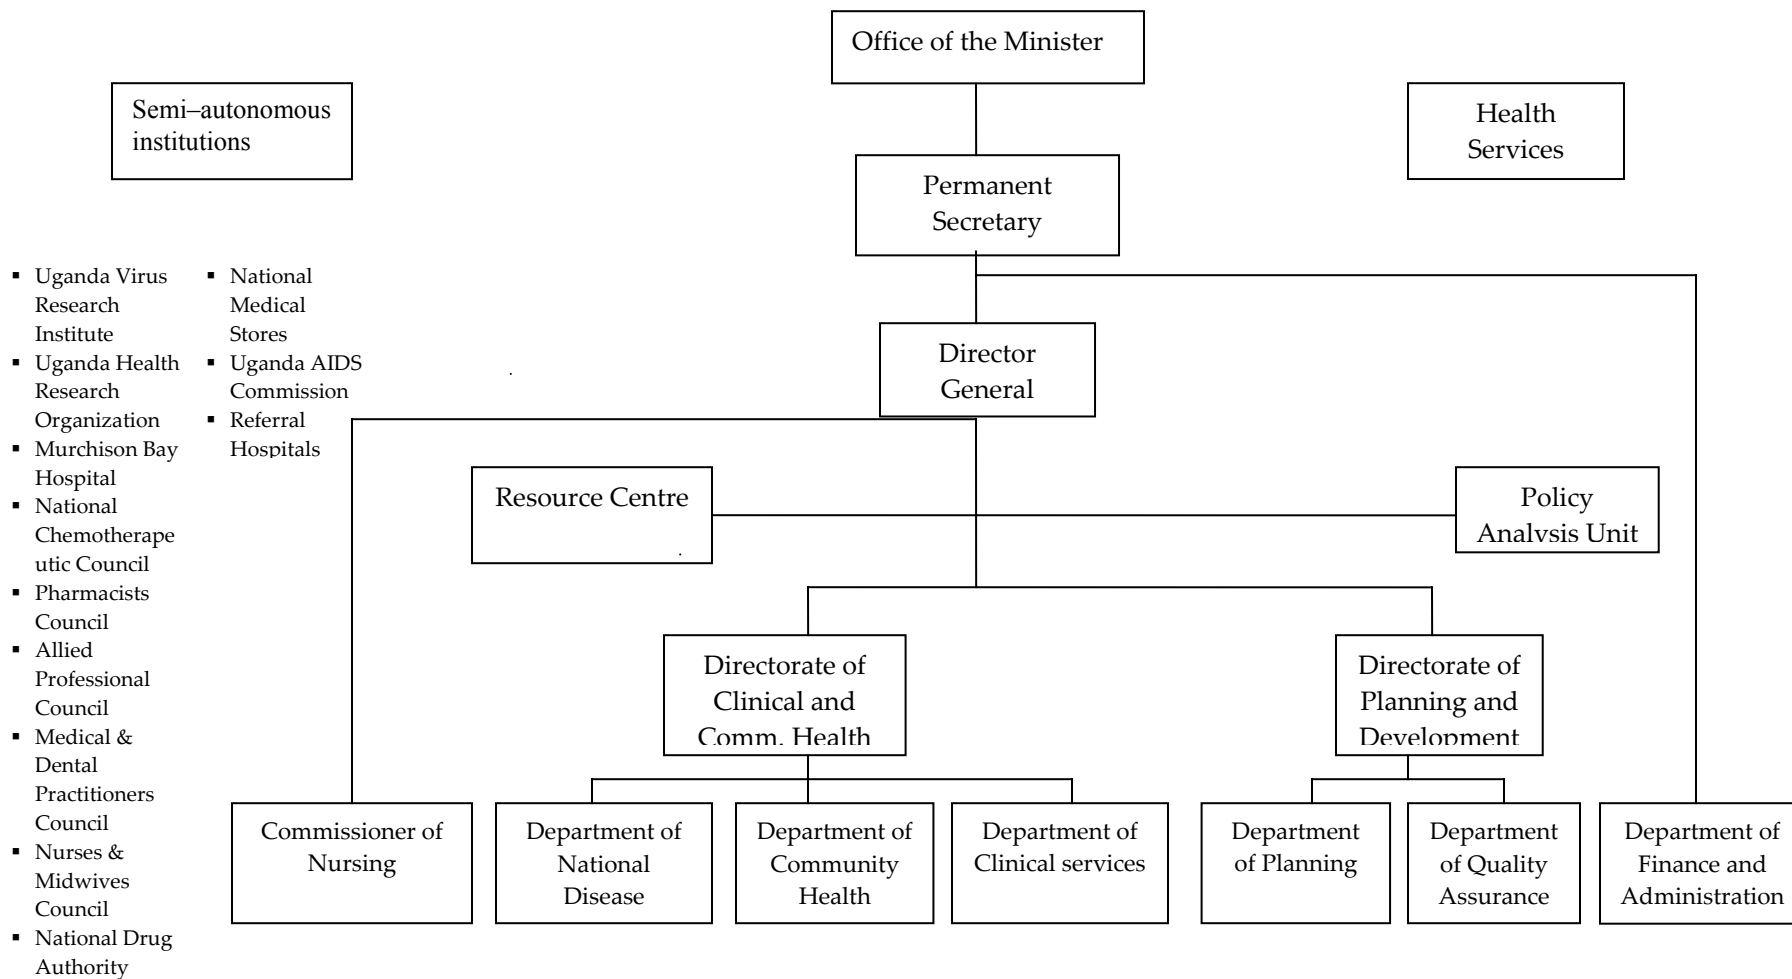 Office of the Minister
Semi–autonomous
institutions
Health
Services
Permanent
Secretary
▪ Uganda Virus
Research
Institute
▪ Uganda Health
Research
Organization
▪ Murchison Bay
Hospital
▪ National
Chemotherape
utic Council
▪ Pharmacists
Council
▪ Allied
Professional
Council
▪ Medical &
Dental
Practitioners
Council
▪ Nurses &
Midwives
Council
▪ National Drug
Authority
▪ National
Medical
Stores
▪ Uganda AIDS
Commission
▪ Referral
Hospitals
Director
General
Resource Centre
Policy
Analysis Unit
Directorate of
Clinical and
Comm. Health
Directorate of
Planning and
Development
Commissioner of
Nursing
Department of
National
Disease
Department of
Community
Health
Department of
Clinical services
Department
of Planning
Department
of Quality
Assurance
Department of
Finance and
Administration